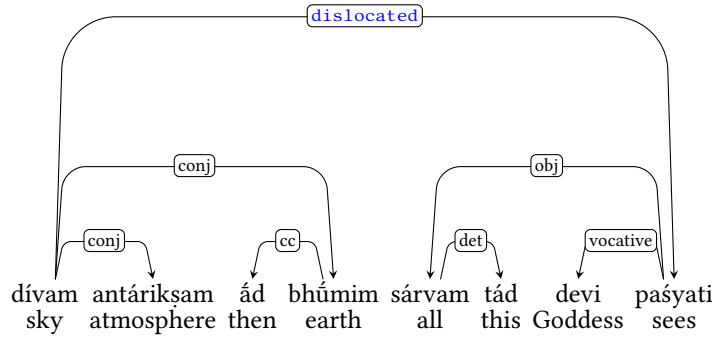 dislocated
conj obj
conj cc det vocative
dívam antárikṣam ā́d bhū́mim sárvam tád devi paśyati
sky atmosphere then earth all this Goddess sees